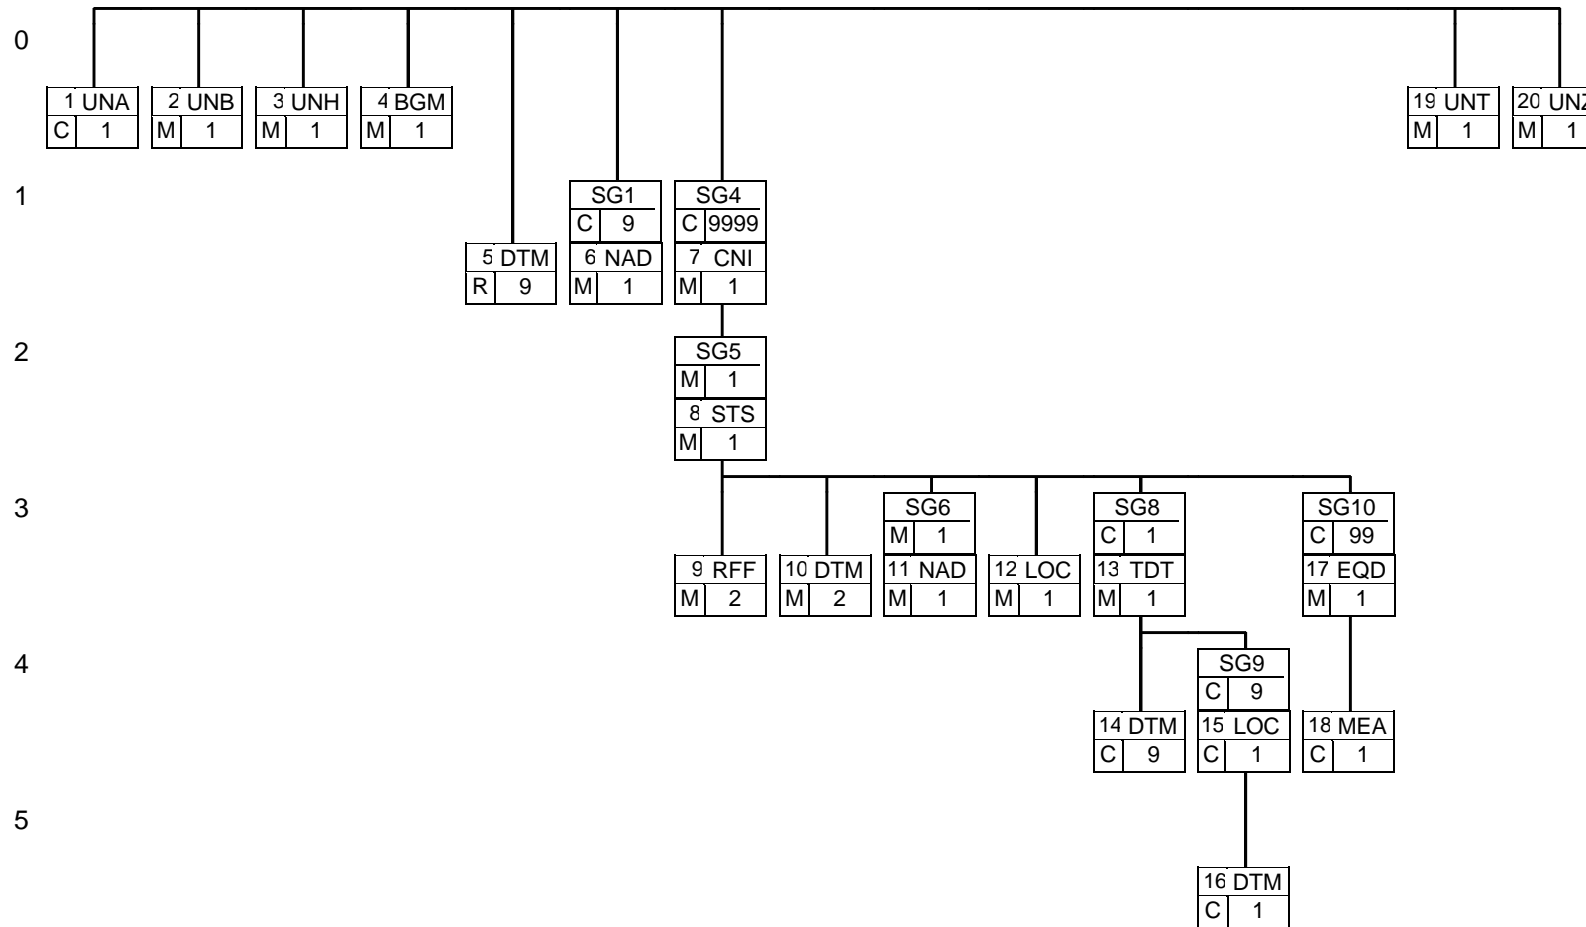 0
1 UNA 2 UNB 3 UNH 4 BGM 19 UNT 20 UNZ
C 1 M 1 M 1 M 1 M 1 M 1
1 SG1 SG4
C 9 C 9999
5 DTM 6 NAD 7 CNI
R 9 M 1 M 1
2 SG5
M 1
8 STS
M 1
3 SG6 SG8 SG10
M 1 C 1 C 99
9 RFF 10 DTM 11 NAD 12 LOC 13 TDT 17 EQD
M 2 M 2 M 1 M 1 M 1 M 1
4 SG9
C 9
14 DTM 15 LOC 18 MEA
C 9 C 1 C 1
5
16 DTM
C 1